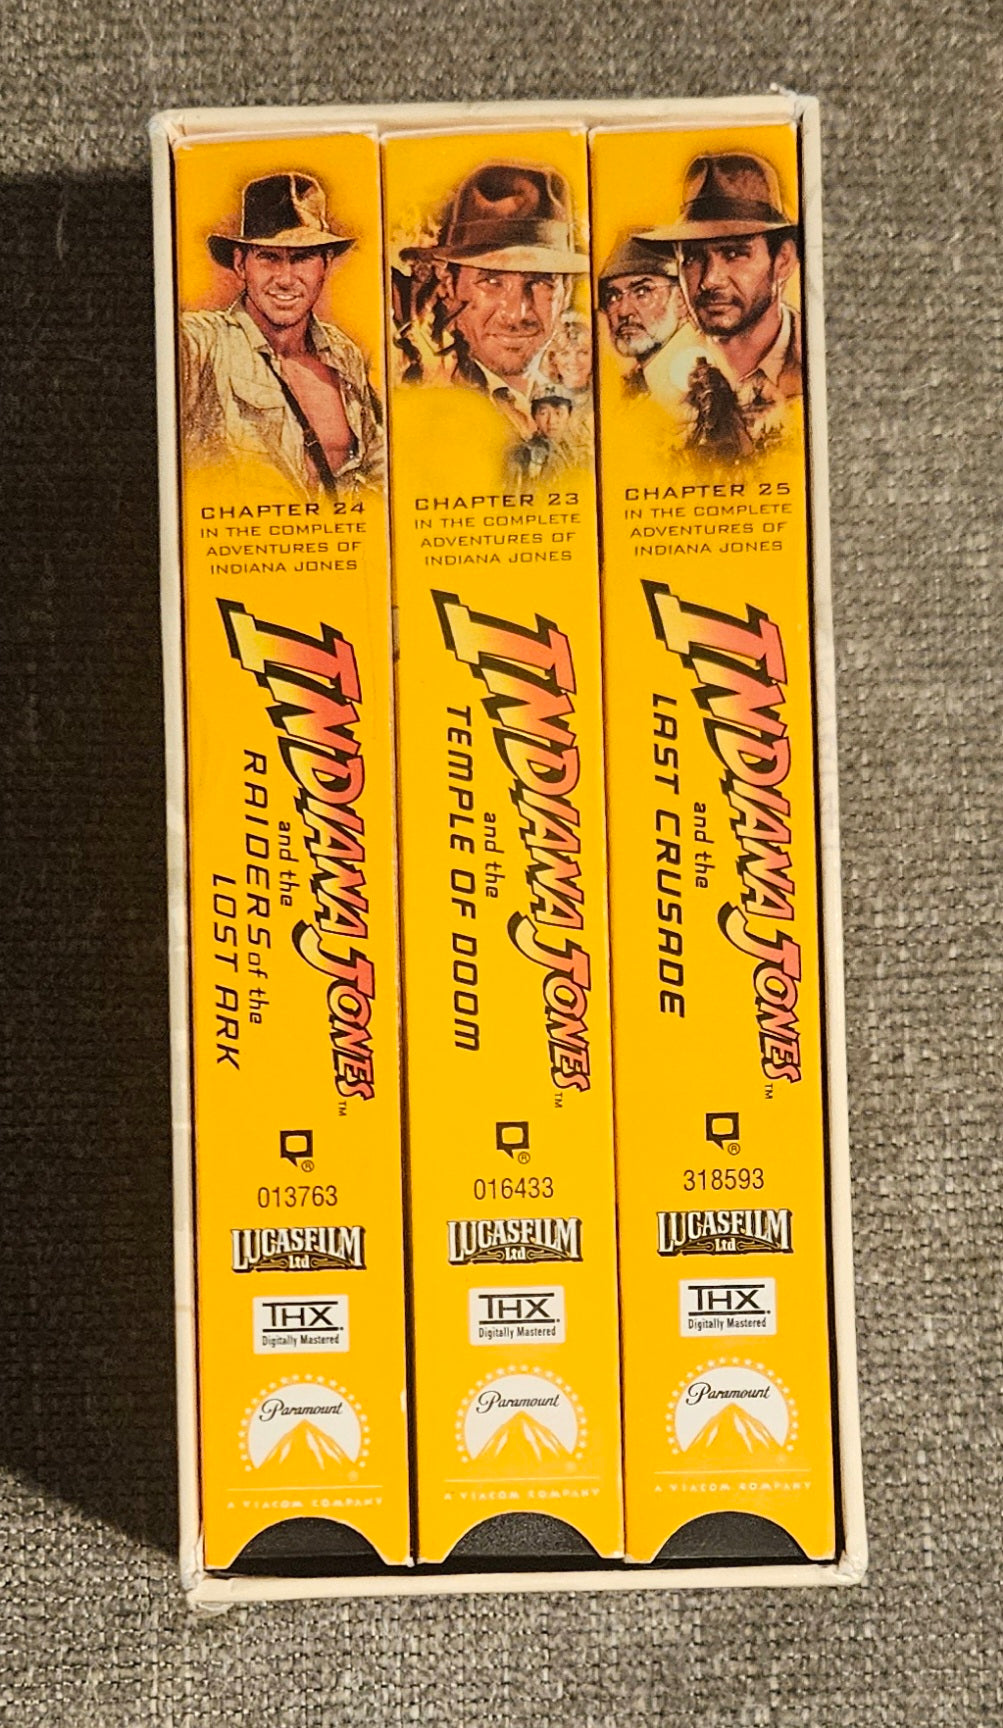 CHAPTER 24
IN THE COMPLETE
ADVENTURES OF
INDIANA JONES
INDIANA JONES™
and the
RAIDERS of the
LOST ARK
®
013763
LUCASFILM
Ltd
THX
Digitally Mastered
Paramount
A VIACOM COMPANY
CHAPTER 23
IN THE COMPLETE
ADVENTURES OF
INDIANA JONES
INDIANA JONES™
and the
TEMPLE OF DOOM
®
016433
LUCASFILM
Ltd
THX
Digitally Mastered
Paramount
A VIACOM COMPANY
CHAPTER 25
IN THE COMPLETE
ADVENTURES OF
INDIANA JONES
INDIANA JONES™
and the
LAST CRUSADE
®
318593
LUCASFILM
Ltd
THX
Digitally Mastered
Paramount
A VIACOM COMPANY